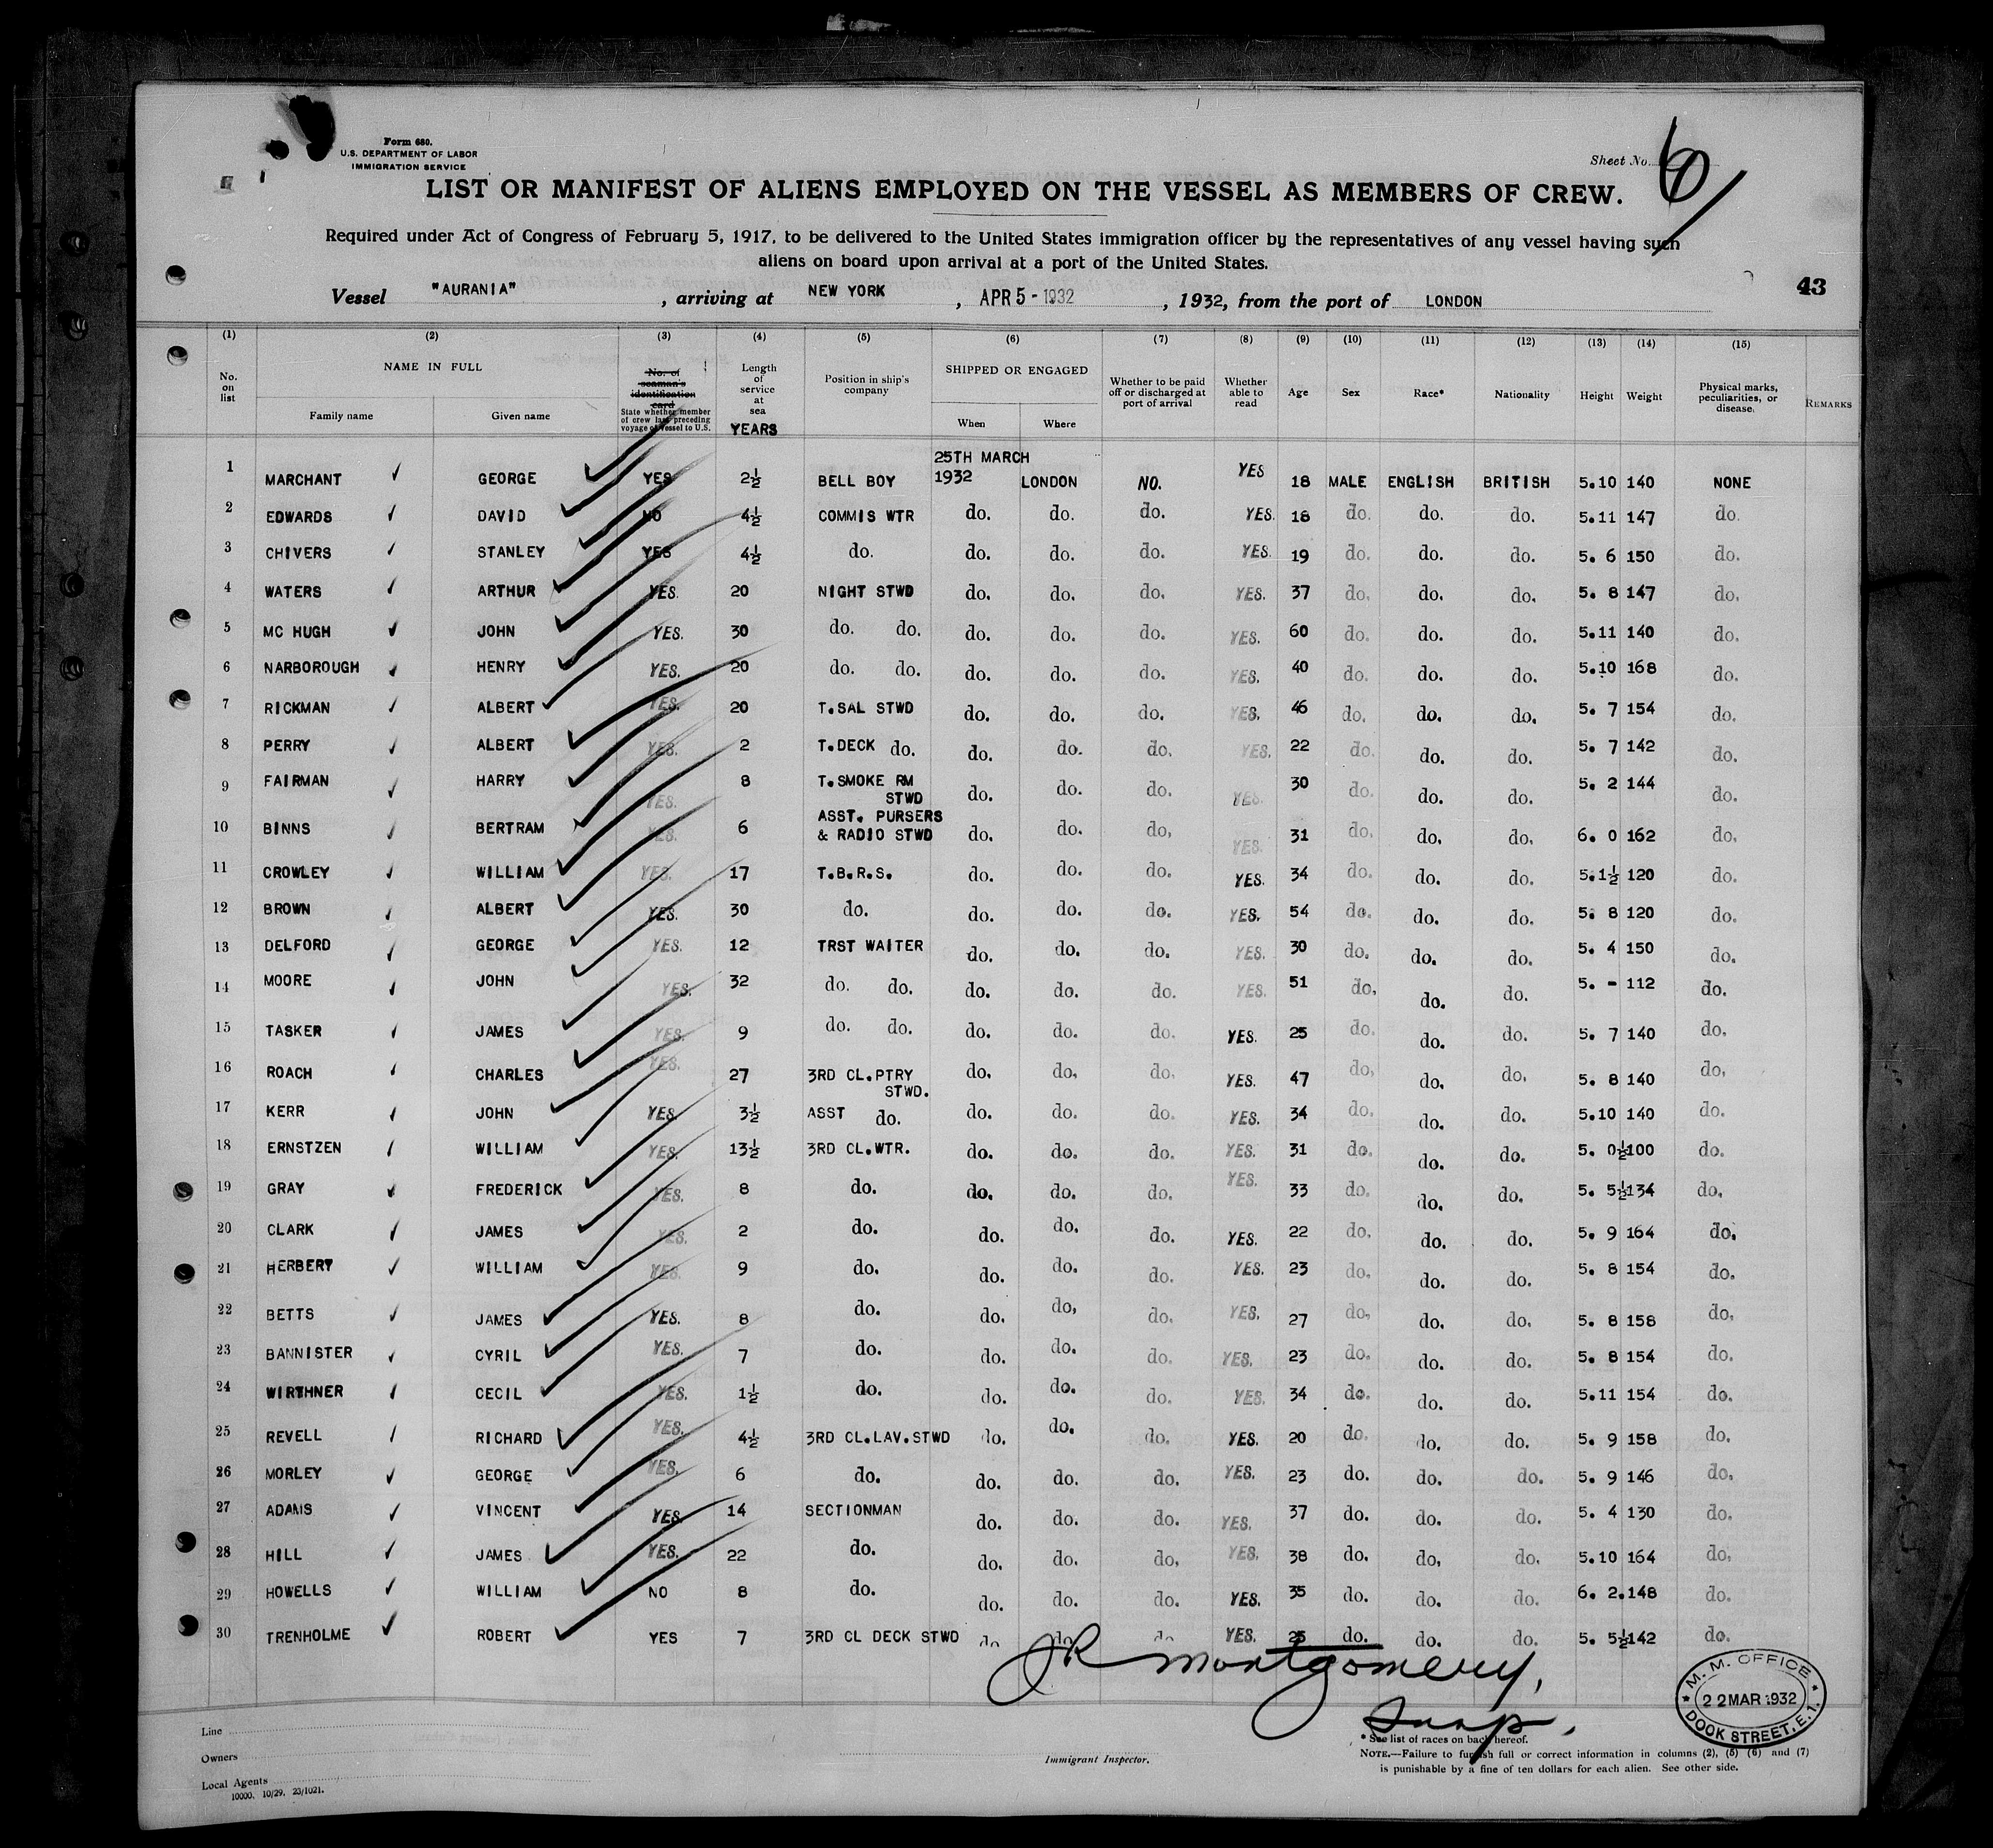 Form 680.
U.S. DEPARTMENT OF LABOR
IMMIGRATION SERVICE
Sheet No. 6
LIST OR MANIFEST OF ALIENS EMPLOYED ON THE VESSEL AS MEMBERS OF CREW.
Required under Act of Congress of February 5, 1917, to be delivered to the United States immigration officer by the representatives of any vessel having such
aliens on board upon arrival at a port of the United States.
43
Vessel "AURANIA", arriving at NEW YORK, APR 5 - 1932, 1932, from the port of LONDON
(1) (2) (3) (4) (5) (6) (7) (8) (9) (10) (11) (12) (13) (14) (15)
No. on list NAME IN FULL Family name Given name No. of seaman's identification card State whether member of crew last preceding voyage of vessel to U.S. Length of service at sea YEARS Position in ship's company SHIPPED OR ENGAGED When Where Whether to be paid off or discharged at port of arrival Whether able to read Age Sex Race* Nationality Height Weight Physical marks, peculiarities, or disease. REMARKS
1 MARCHANT GEORGE YES 2½ BELL BOY 25TH MARCH 1932 LONDON NO. YES 18 MALE ENGLISH BRITISH 5.10 140 NONE
2 EDWARDS DAVID NO 4½ COMMIS WTR do. do. do. YES. 18 do. do. do. 5.11 147 do.
3 CHIVERS STANLEY YES 4½ do. do. do. do. YES. 19 do. do. do. 5. 6 150 do.
4 WATERS ARTHUR YES. 20 NIGHT STWD do. do. do. YES. 37 do. do. do. 5. 8 147 do.
5 MC HUGH JOHN YES. 30 do. do. do. do. do. YES. 60 do. do. do. 5.11 140 do.
6 NARBOROUGH HENRY YES. 20 do. do. do. do. do. YES. 40 do. do. do. 5.10 168 do.
7 RICKMAN ALBERT YES. 20 T.SAL STWD do. do. do. YES. 46 do. do. do. 5. 7 154 do.
8 PERRY ALBERT YES. 2 T.DECK do. do. do. do. YES. 22 do. do. do. 5. 7 142 do.
9 FAIRMAN HARRY YES. 8 T.SMOKE RM STWD do. do. do. YES. 30 do. do. do. 5. 2 144 do.
10 BINNS BERTRAM YES. 6 ASST. PURSERS & RADIO STWD do. do. do, YES. 31 do. do. do. 6. 0 162 do.
11 CROWLEY WILLIAM YES. 17 T.B.R.S. do. do. do. YES. 34 do. do. do. 5.1½ 120 do.
12 BROWN ALBERT YES. 30 do. do. do. do. YES. 54 do. do. do. 5. 8 120 do.
13 DELFORD GEORGE YES. 12 TRST WAITER do. do. do. YES. 30 do. do. do. 5. 4 150 do.
14 MOORE JOHN YES. 32 do. do. do. do. do. YES. 51 do, do. do. 5. - 112 do.
15 TASKER JAMES YES. 9 do. do. do. do. do. YES. 25 do. do. do. 5. 7 140 do.
16 ROACH CHARLES YES. 27 3RD CL.PTRY STWD. do. do, do. YES. 47 do, do. do. 5. 8 140 do,
17 KERR JOHN YES. 3½ ASST do. do. do. do. YES. 34 do. do. do. 5.10 140 do.
18 ERNSTZEN WILLIAM YES. 13½ 3RD CL.WTR. do. do. do. YES. 31 do. do. do. 5. 0½ 100 do.
19 GRAY FREDERICK YES. 8 do. do. do. do. YES. 33 do. do. do. 5. 5½ 134 do.
20 CLARK JAMES YES. 2 do. do. do. do. YES. 22 do. do. do. 5. 9 164 do.
21 HERBERT WILLIAM YES. 9 do. do. do. do. YES. 23 do. do. do. 5. 8 154 do.
22 BETTS JAMES YES. 8 do. do. do, do. YES. 27 do, do. do. 5. 8 158 do,
23 BANNISTER CYRIL YES. 7 do. do. do. do. YES. 23 do. do. do. 5. 8 154 do.
24 WIRTHNER CECIL YES. 1½ do. do. do. do. YES. 34 do. do. do. 5.11 154 do.
25 REVELL RICHARD YES. 4½ 3RD CL.LAV.STWD do. do. do. YES. 20 do. do. do. 5. 9 158 do.
26 MORLEY GEORGE YES. 6 do. do. do. do. YES. 23 do. do. do. 5. 9 146 do,
27 ADAMS VINCENT YES. 14 SECTIONMAN do. do. do. YES. 37 do. do. do. 5. 4 130 do.
28 HILL JAMES YES. 22 do. do. do. do, YES. 38 do. do, do. 5.10 164 do,
29 HOWELLS WILLIAM NO 8 do. do. do. do. YES. 35 do. do. do. 6. 2. 148 do.
30 TRENHOLME ROBERT YES 7 3RD CL DECK STWD do do do YES. 25 do. do. do. 5. 5½ 142 do.
JR Montgomery,
M. M. OFFICE
22 MAR 1932
DOCK STREET, E.1.
Line
Owners
Local Agents
10000. 10/29. 23/1021.
Immigrant Inspector.
* See list of races on back hereof.
NOTE.—Failure to furnish full or correct information in columns (2), (5) (6) and (7)
is punishable by a fine of ten dollars for each alien. See other side.